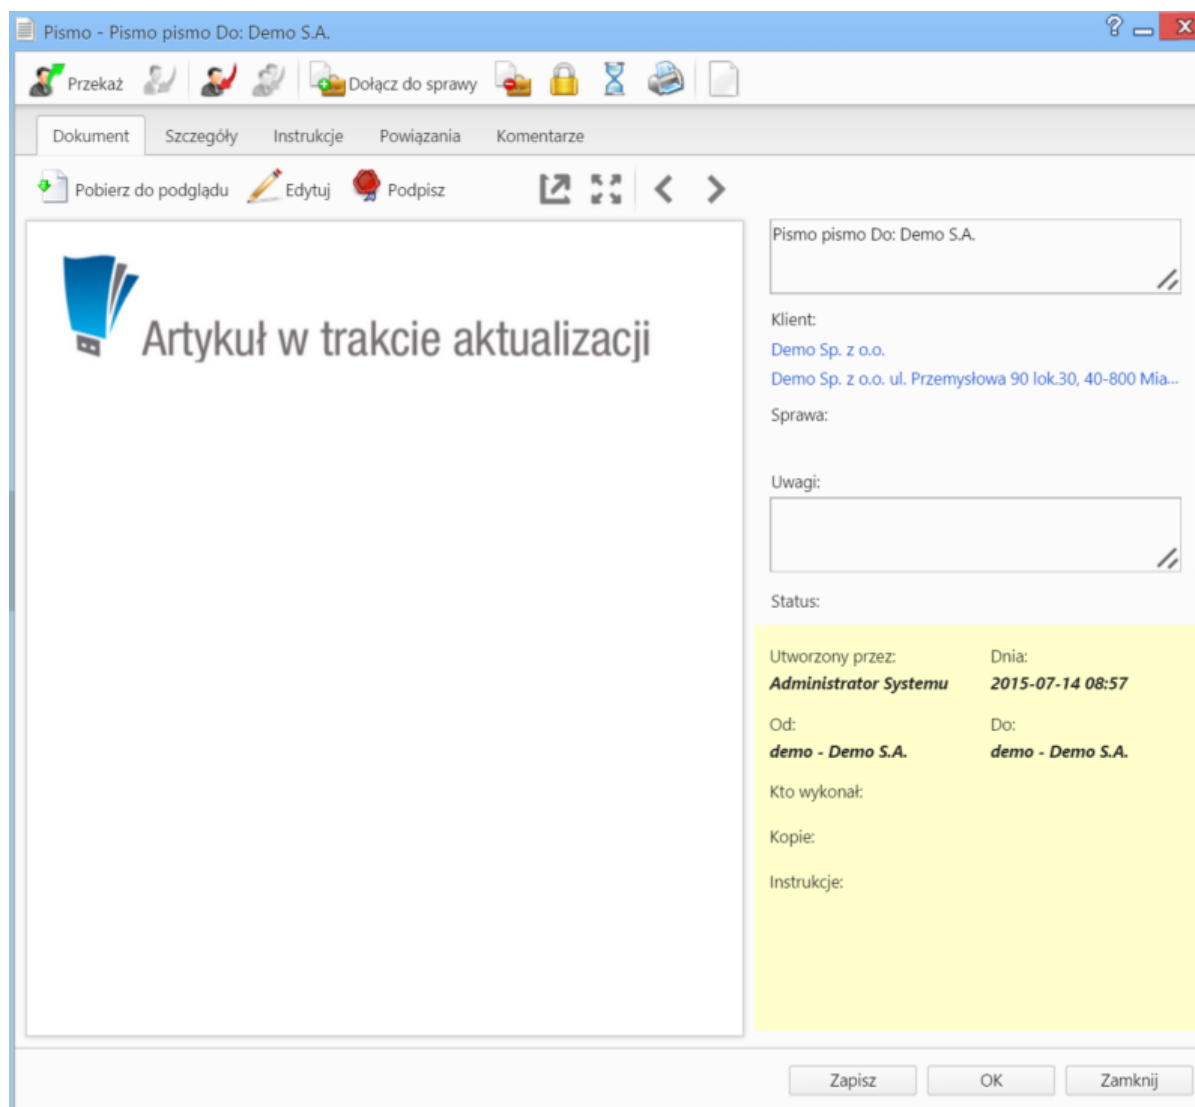 Pismo - Pismo pismo Do: Demo S.A.
Przekaż Dołącz do sprawy
Dokument Szczegóły Instrukcje Powiązania Komentarze
Pobierz do podglądu Edytuj Podpisz
Artykuł w trakcie aktualizacji
Pismo pismo Do: Demo S.A.
Klient:
Demo Sp. z o.o.
Demo Sp. z o.o. ul. Przemysłowa 90 lok.30, 40-800 Mia...
Sprawa:
Uwagi:
Status:
Utworzony przez: Dnia:
Administrator Systemu 2015-07-14 08:57
Od: Do:
demo - Demo S.A. demo - Demo S.A.
Kto wykonał:
Kopie:
Instrukcje:
Zapisz OK Zamknij